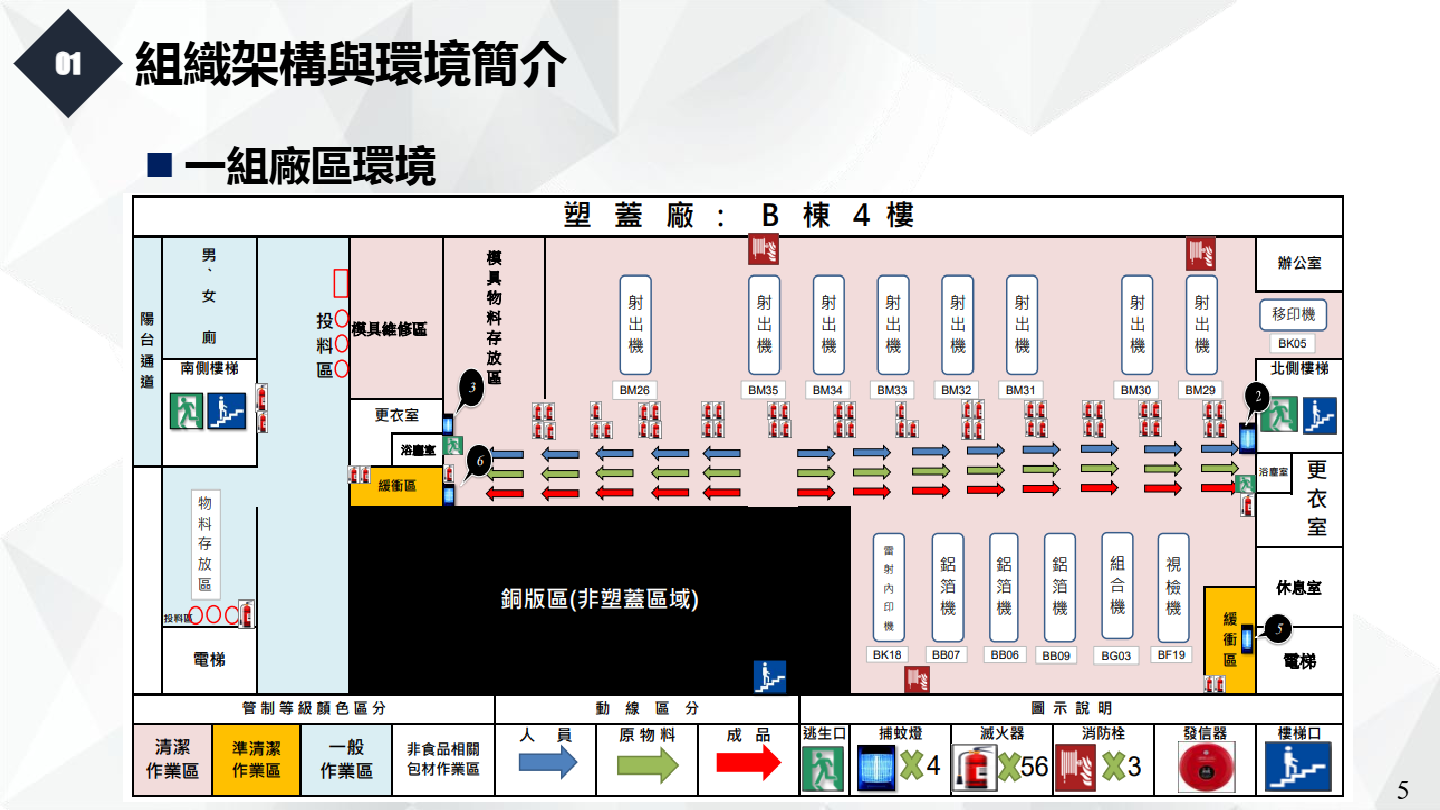 01
組織架構與環境簡介
一組廠區環境
塑蓋廠：B棟4樓
陽台通道
男、女廁
南側樓梯
投料區
模具維修區
模具物料存放區
更衣室
浴塵室
緩衝區
3
6
射出機
BM26
射出機
BM35
射出機
BM34
射出機
BM33
射出機
BM32
射出機
BM31
射出機
BM30
射出機
BM29
辦公室
移印機
BK05
北側樓梯
2
浴塵室
更衣室
休息室
電梯
緩衝區
5
物料存放區
投料區
電梯
銅版區(非塑蓋區域)
雷射內印機
BK18
鋁箔機
BB07
鋁箔機
BB06
鋁箔機
BB09
組合機
BG03
視檢機
BF19
管制等級顏色區分
動線區分
圖示說明
清潔
作業區
準清潔
作業區
一般
作業區
非食品相關
包材作業區
人員
原物料
成品
逃生口
捕蚊燈
4
滅火器
56
消防栓
3
發信器
樓梯口
5